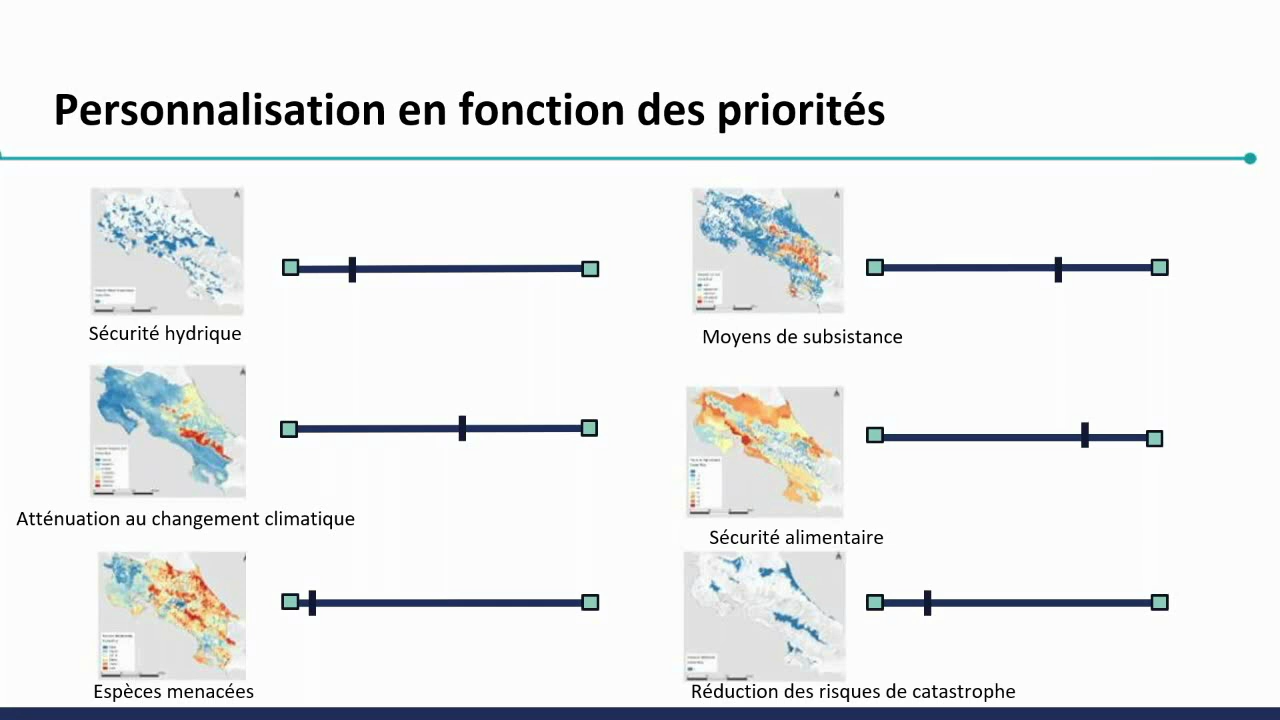 Personnalisation en fonction des priorités
Sécurité hydrique
Moyens de subsistance
Atténuation au changement climatique
Sécurité alimentaire
Espèces menacées
Réduction des risques de catastrophe